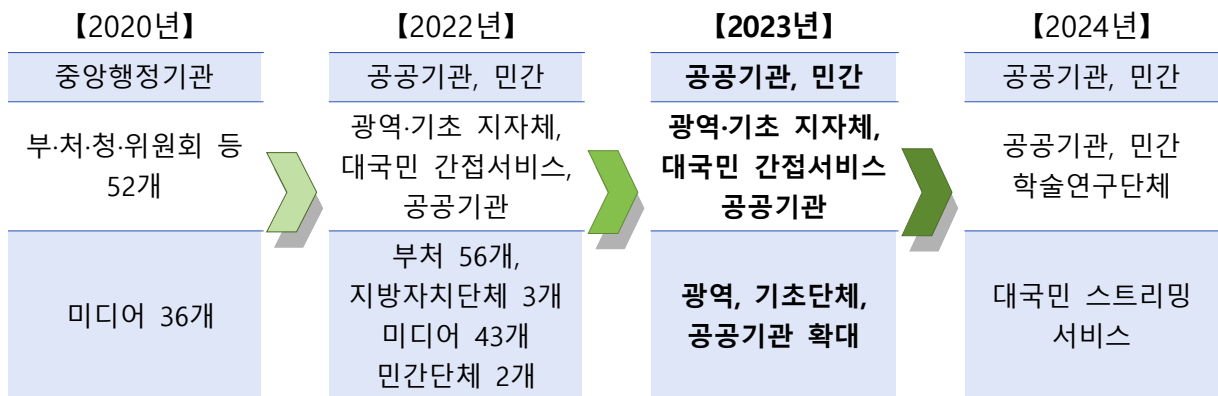 【2020년】
중앙행정기관
부·처·청·위원회 등
52개
미디어 36개
【2022년】
공공기관, 민간
광역·기초 지자체,
대국민 간접서비스,
공공기관
부처 56개,
지방자치단체 3개
미디어 43개
민간단체 2개
【2023년】
공공기관, 민간
광역·기초 지자체,
대국민 간접서비스
공공기관
광역, 기초단체,
공공기관 확대
【2024년】
공공기관, 민간
공공기관, 민간
학술연구단체
대국민 스트리밍
서비스